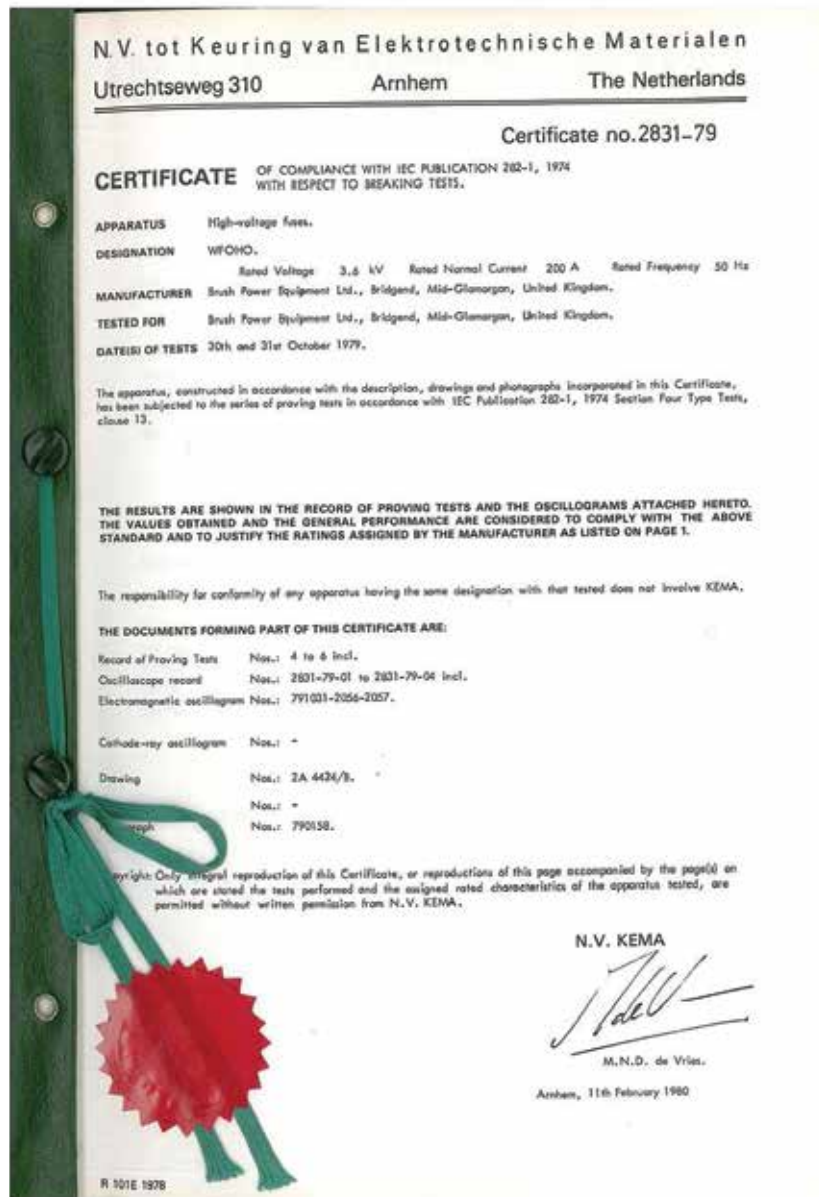 N.V. tot Keuring van Elektrotechnische Materialen
Utrechtseweg 310 Arnhem The Netherlands
Certificate no. 2831-79
CERTIFICATE OF COMPLIANCE WITH IEC PUBLICATION 282-1, 1974
WITH RESPECT TO BREAKING TESTS.
APPARATUS High-voltage fuses.
DESIGNATION WFOHO.
Rated Voltage 3.6 kV Rated Normal Current 200 A Rated Frequency 50 Hz
MANUFACTURER Brush Power Equipment Ltd., Bridgend, Mid-Glamorgan, United Kingdom.
TESTED FOR Brush Power Equipment Ltd., Bridgend, Mid-Glamorgan, United Kingdom.
DATE(S) OF TESTS 30th and 31st October 1979.
The apparatus, constructed in accordance with the description, drawings and photographs incorporated in this Certificate,
has been subjected to the series of proving tests in accordance with IEC Publication 282-1, 1974 Section Four Type Tests,
clause 13.
THE RESULTS ARE SHOWN IN THE RECORD OF PROVING TESTS AND THE OSCILLOGRAMS ATTACHED HERETO.
THE VALUES OBTAINED AND THE GENERAL PERFORMANCE ARE CONSIDERED TO COMPLY WITH THE ABOVE
STANDARD AND TO JUSTIFY THE RATINGS ASSIGNED BY THE MANUFACTURER AS LISTED ON PAGE 1.
The responsibility for conformity of any apparatus having the same designation with that tested does not involve KEMA.
THE DOCUMENTS FORMING PART OF THIS CERTIFICATE ARE:
Record of Proving Tests Nos.: 4 to 6 incl.
Oscilloscope record Nos.: 2831-79-01 to 2831-79-04 incl.
Electromagnetic oscillogram Nos.: 791031-2056-2057.
Cathode-ray oscillogram Nos.: -
Drawing Nos.: 2A 4424/B.
Nos.: -
Nos.: 790158.
Only integral reproduction of this Certificate, or reproductions of this page accompanied by the page(s) on
which are stated the tests performed and the assigned rated characteristics of the apparatus tested, are
permitted without written permission from N.V. KEMA.
N.V. KEMA
M.N.D. de Vries.
Arnhem, 11th February 1980
R 101E 1978